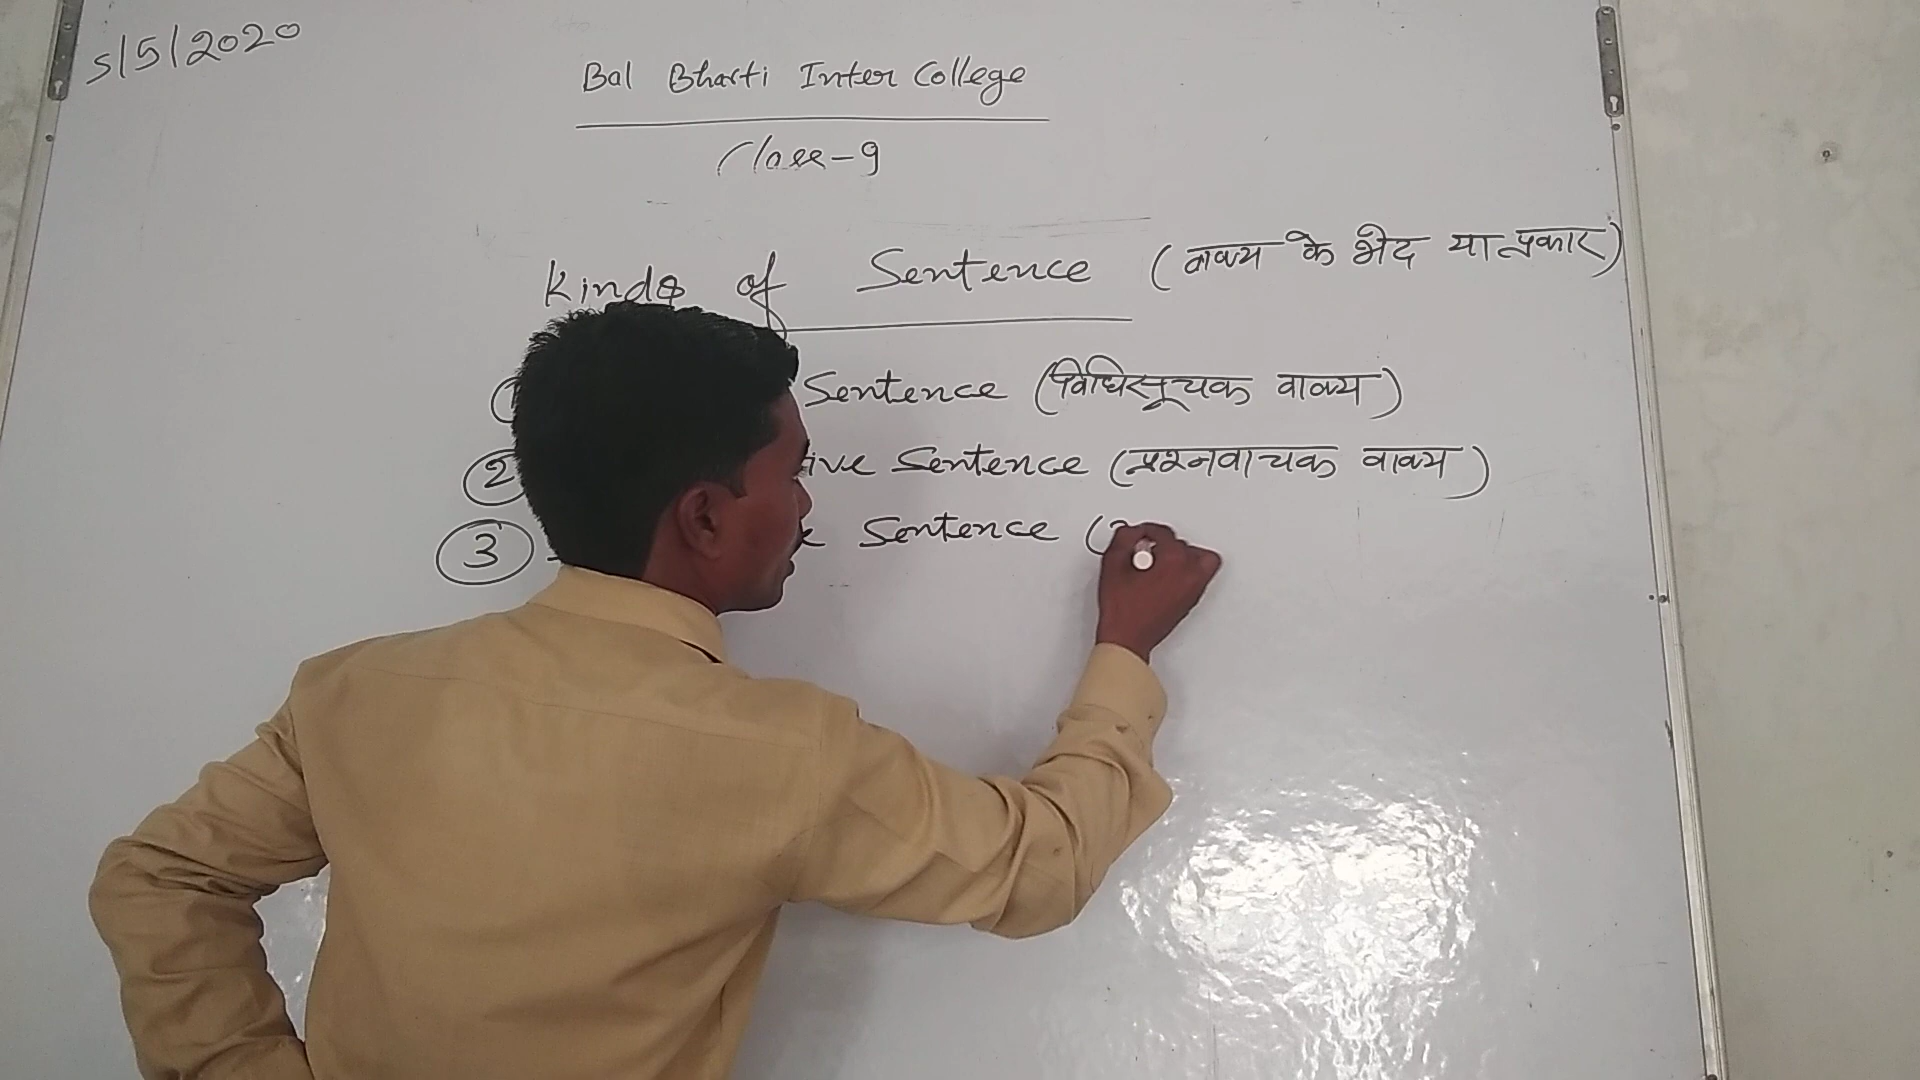 5/5/2020
Bal Bharti Inter College
Class-9
Kinds of Sentence (वाक्य के भेद या प्रकार)
Sentence (विधिसूचक वाक्य)
2 ive Sentence (प्रश्नवाचक वाक्य)
3 Sentence (